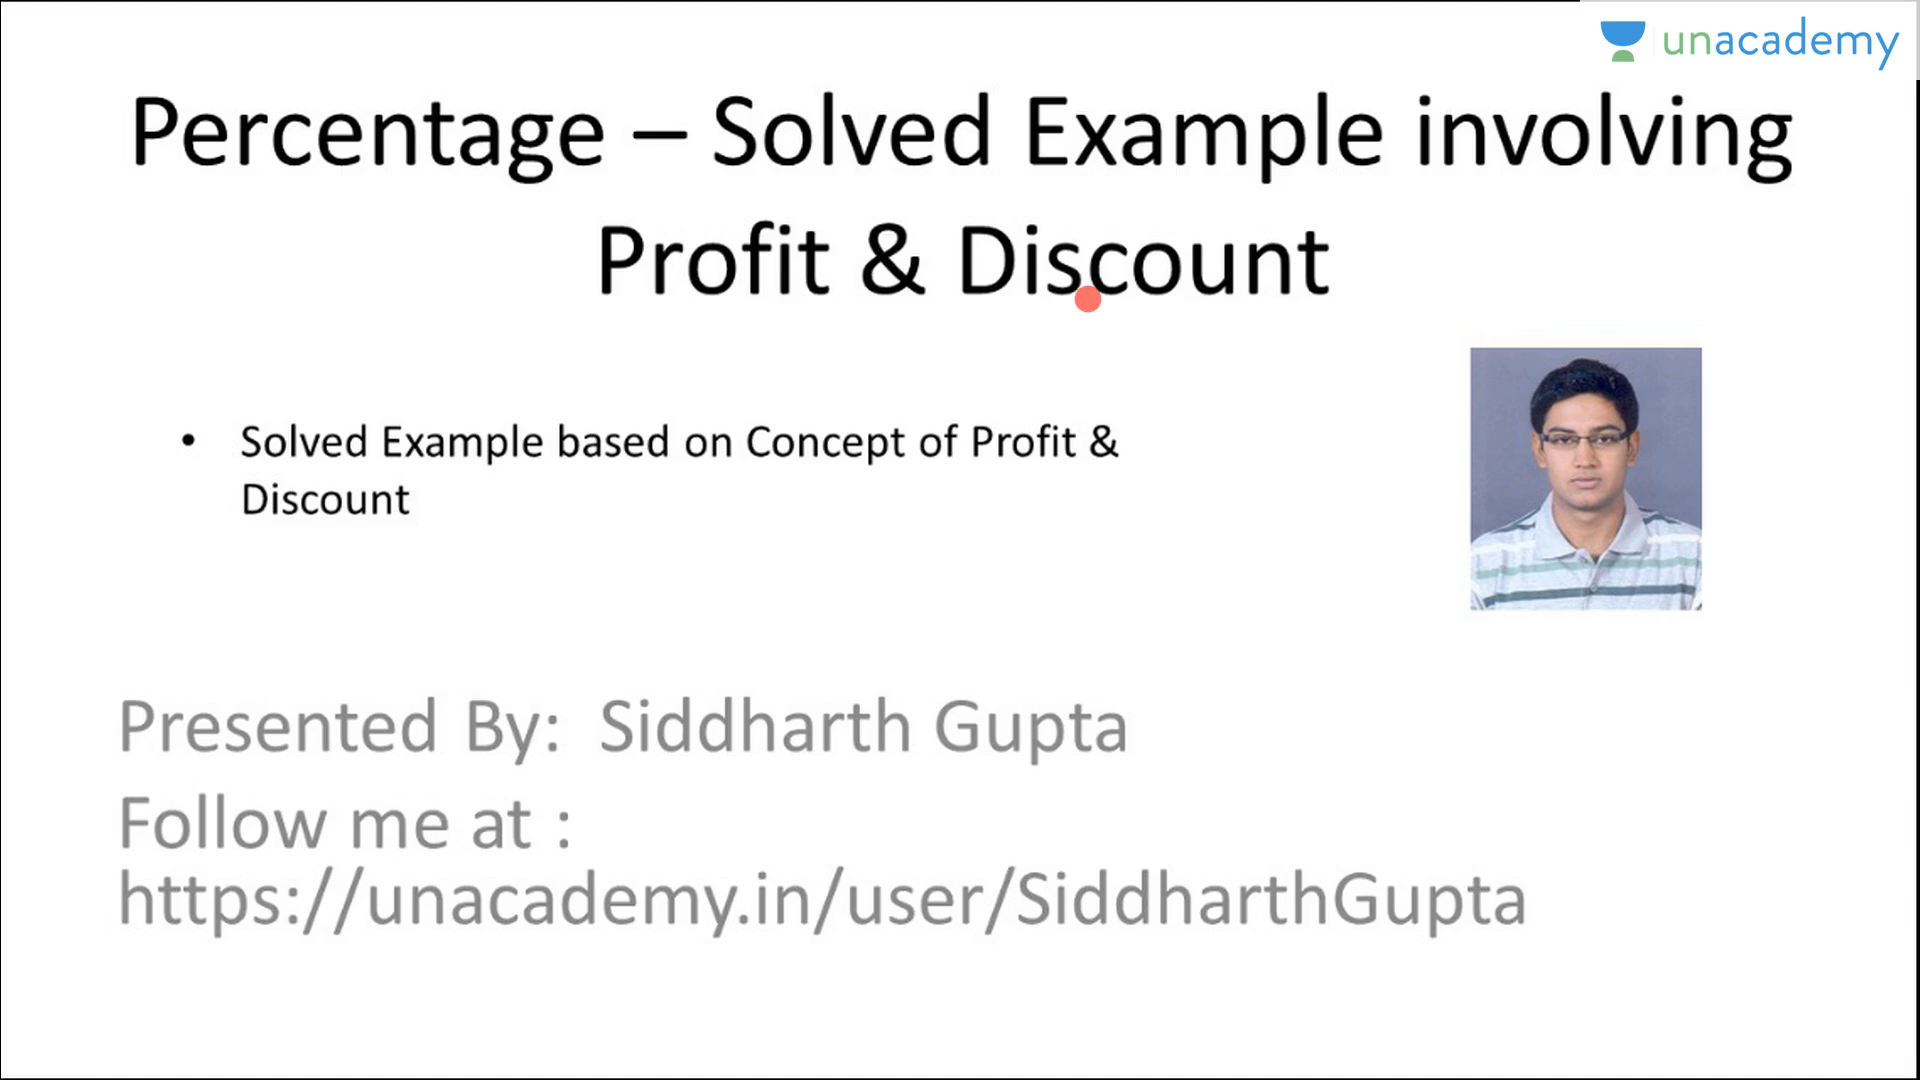 unacademy
Percentage – Solved Example involving
Profit & Discount
• Solved Example based on Concept of Profit &
Discount
Presented By: Siddharth Gupta
Follow me at :
https://unacademy.in/user/SiddharthGupta